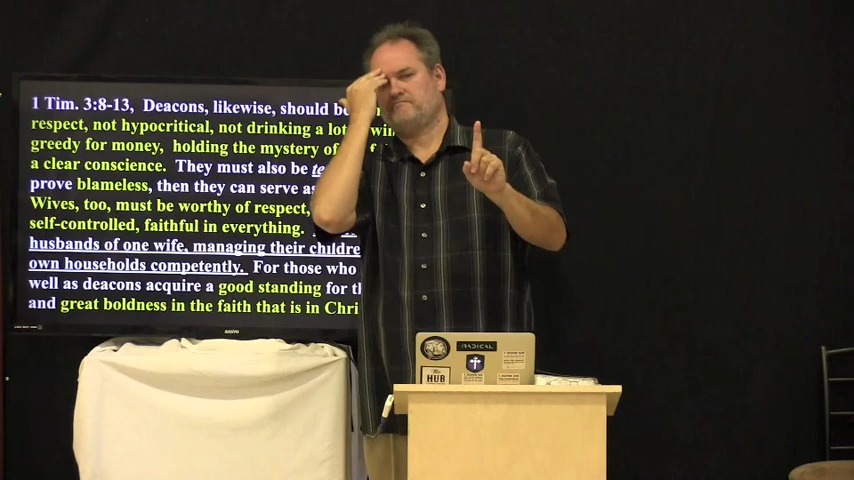 1 Tim. 3:8-13, Deacons, likewise, should be
respect, not hypocritical, not drinking a lot
greedy for money, holding the mystery of
a clear conscience. They must also be
prove blameless, then they can serve as
Wives, too, must be worthy of respect,
self-controlled, faithful in everything.
husbands of one wife, managing their
own households competently. For those who
well as deacons acquire a good standing for
and great boldness in the faith that is in
SANYO
RADICAL
HUB